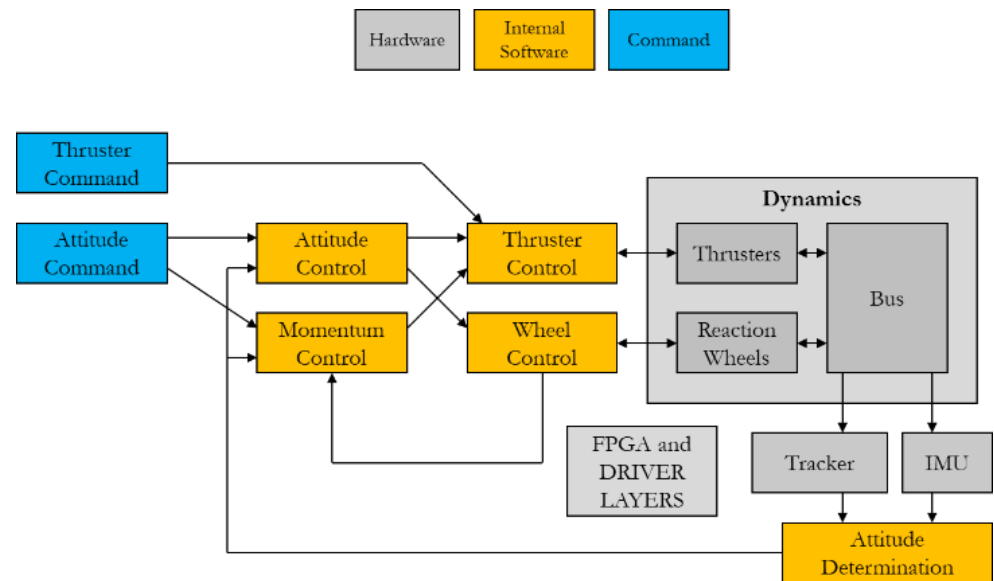 Hardware
Internal
Software
Command
Thruster
Command
Attitude
Command
Attitude
Control
Thruster
Control
Momentum
Control
Wheel
Control
Dynamics
Thrusters
Bus
Reaction
Wheels
FPGA and
DRIVER
LAYERS
Tracker
IMU
Attitude
Determination